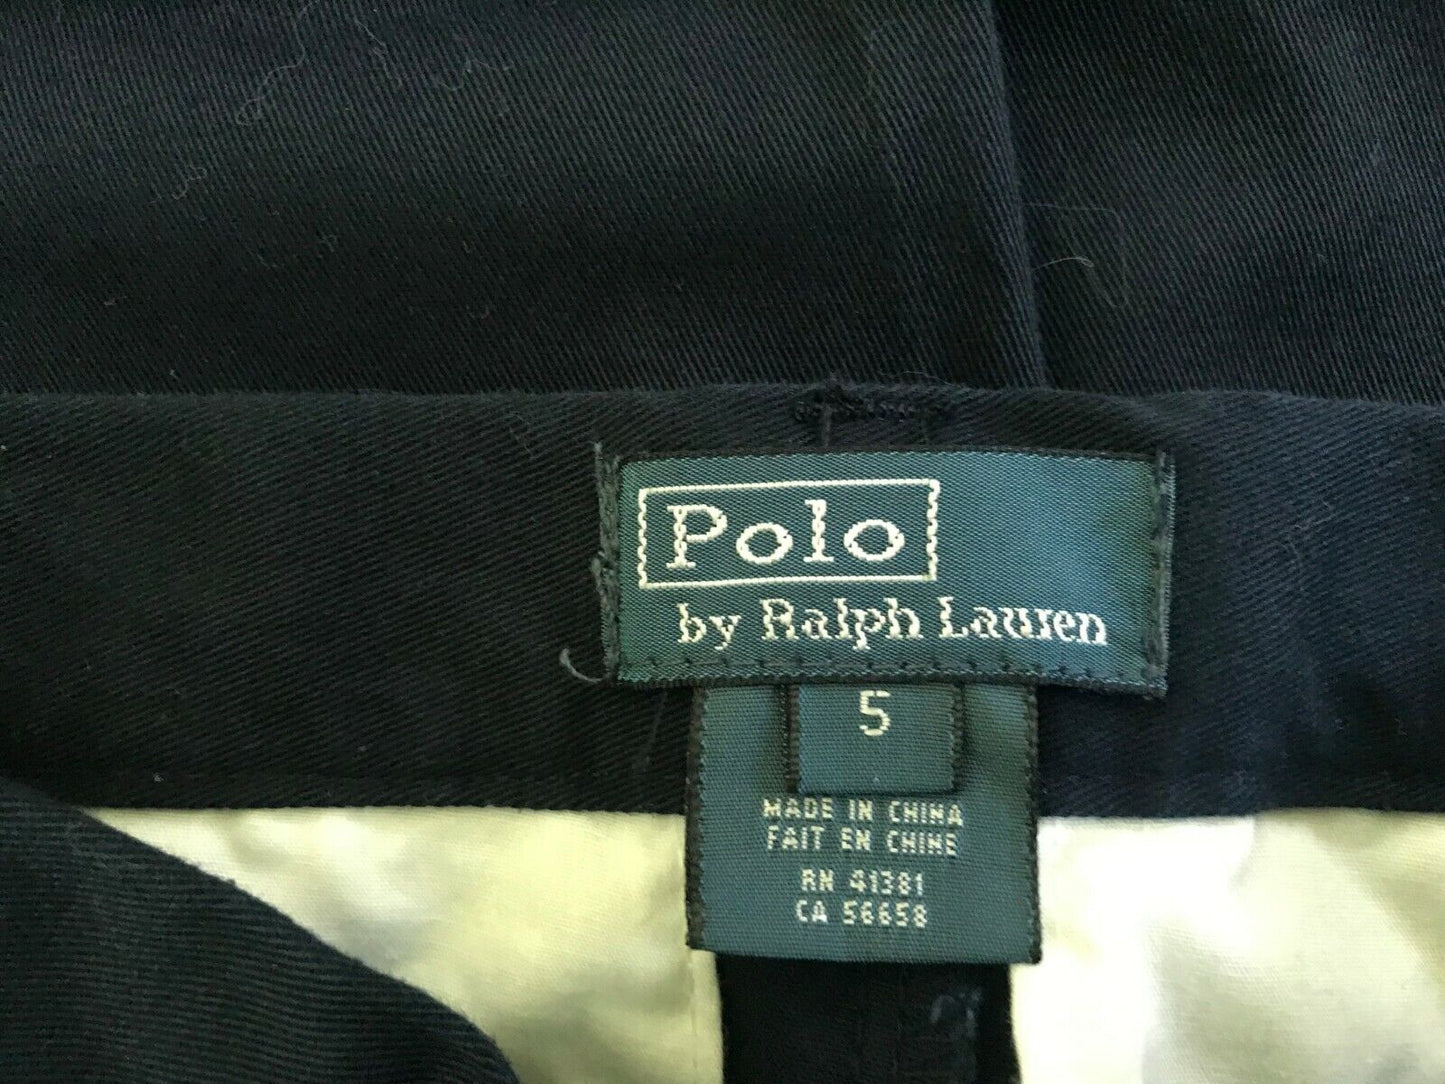 Polo
by Ralph Lauren
5
MADE IN CHINA
FAIT EN CHINE
RN 41381
CA 56658